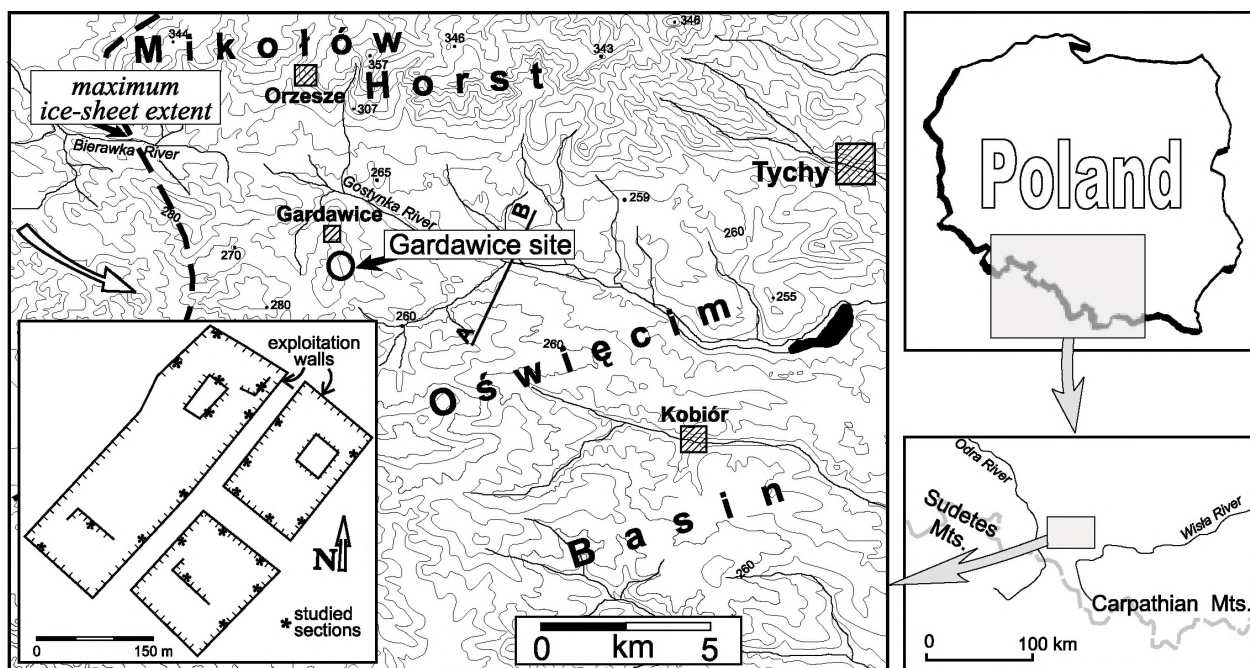 344
346
346
Mikołów
357
343
Horst
maximum
ice-sheet extent
Orzesze
307
Bierawka River
Tychy
265
Gostynka River
259
280
Gardawice
B
260
Gardawice site
270
280
255
260
A
260
Oświęcim
Kobiór
Basin
260
exploitation
walls
N
* studied
sections
0 150 m
0 km 5
Poland
Odra River
Sudetes
Mts.
Wisła River
Carpathian Mts.
0 100 km